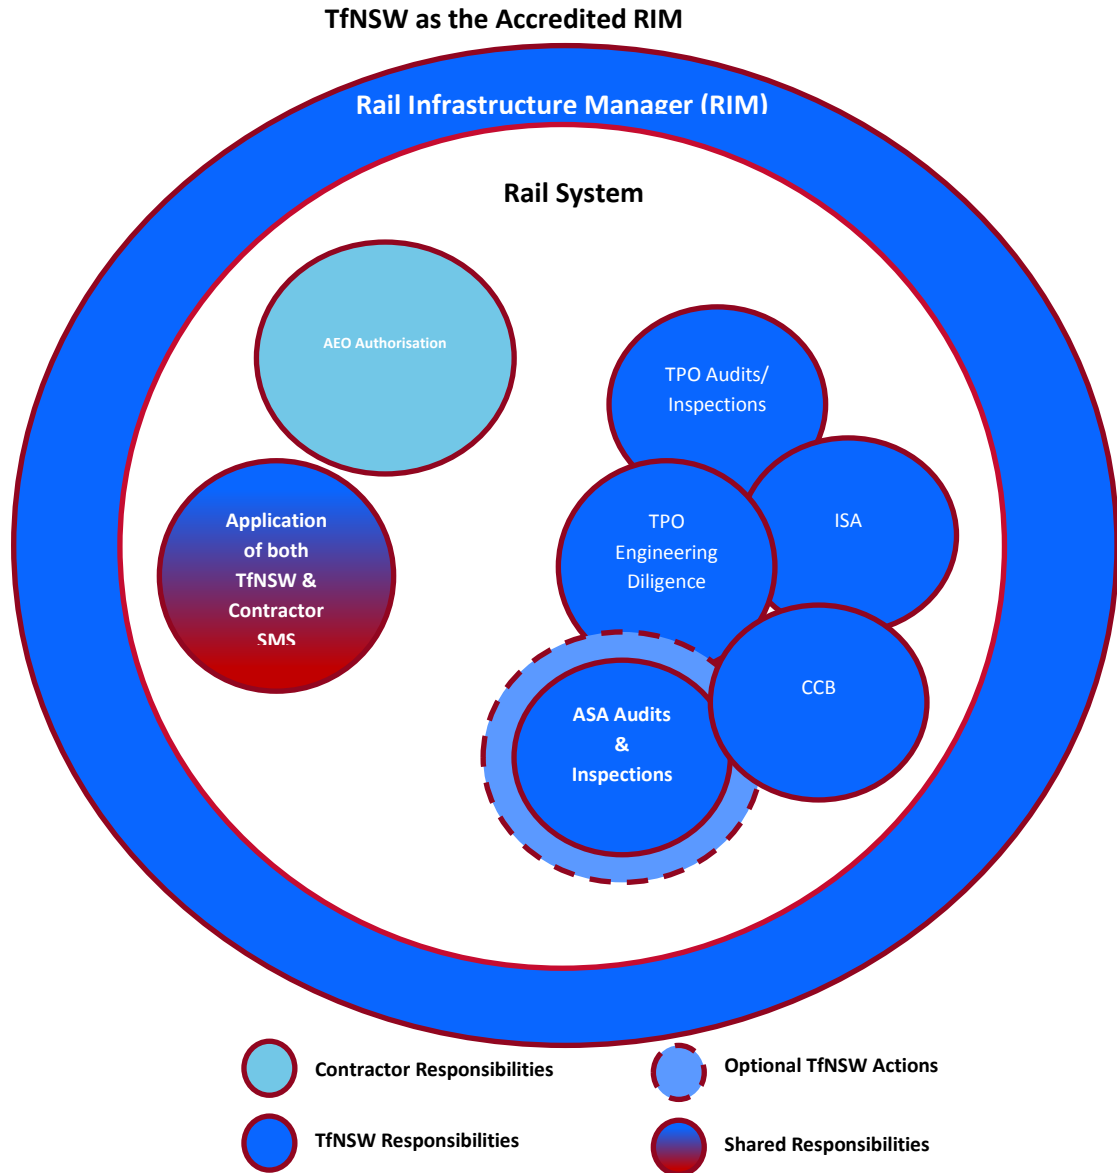 TfNSW as the Accredited RIM
Rail Infrastructure Manager (RIM)
Rail System
AEO Authorisation
TPO Audits/
Inspections
Application
of both
TfNSW &
Contractor
SMS
TPO
Engineering
Diligence
ISA
CCB
ASA Audits
&
Inspections
Contractor Responsibilities
Optional TfNSW Actions
TfNSW Responsibilities
Shared Responsibilities